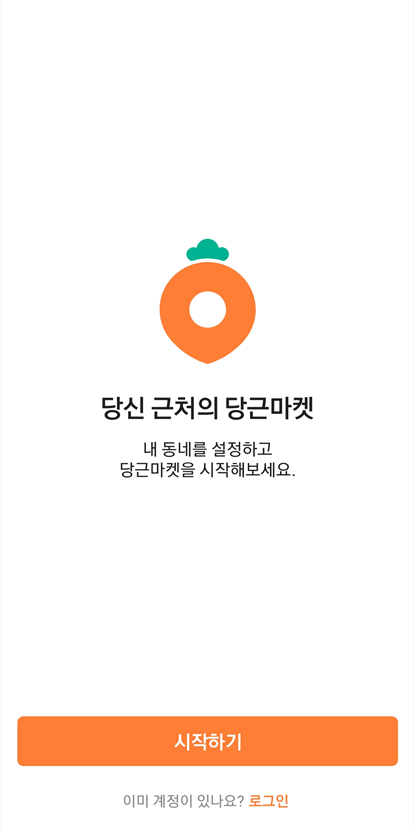 당신 근처의 당근마켓
내 동네를 설정하고
당근마켓을 시작해보세요.
시작하기
이미 계정이 있나요? 로그인